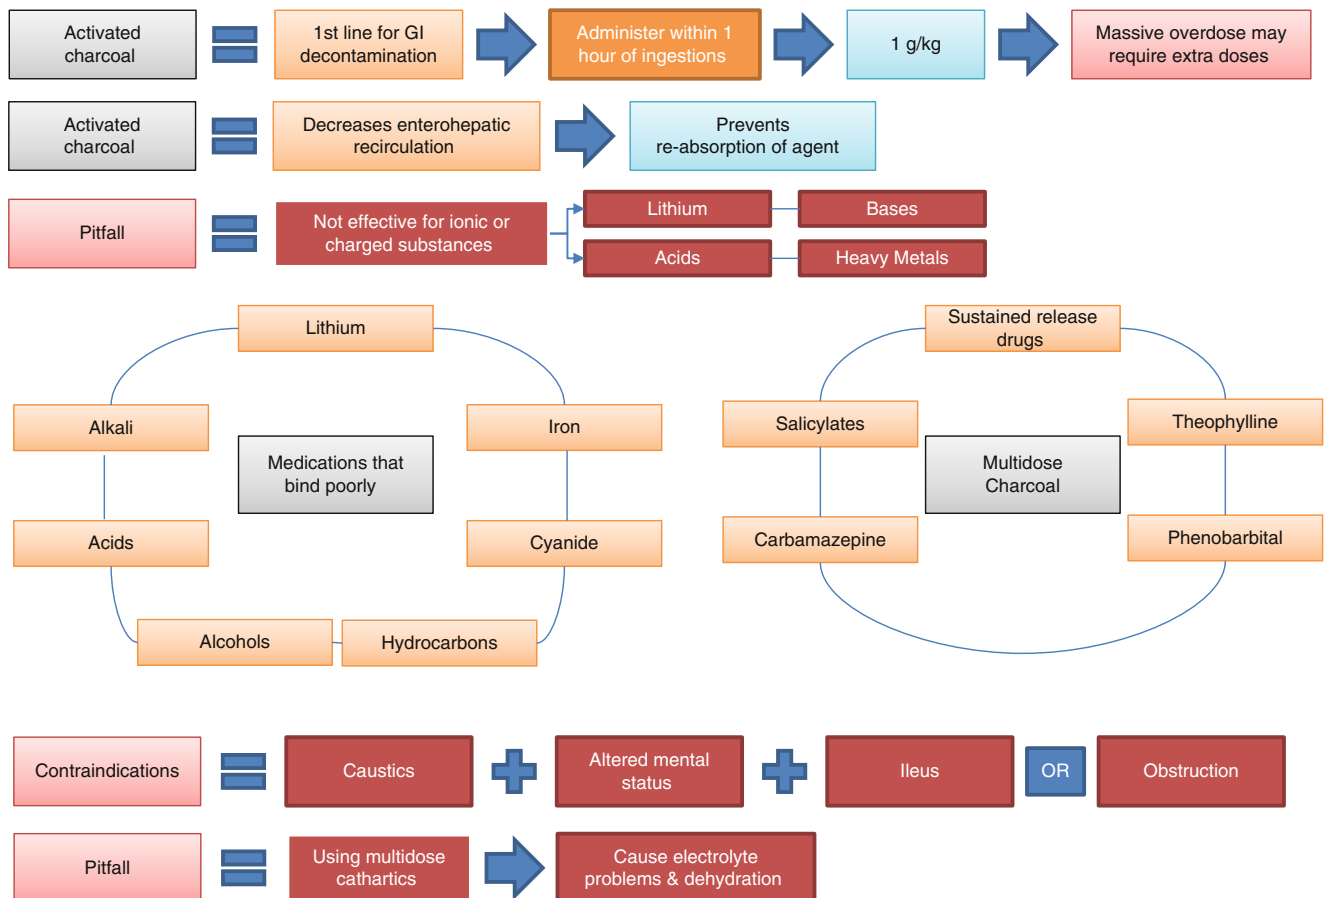 Activated
charcoal
1st line for GI
decontamination
Administer within 1
hour of ingestions
1 g/kg
Massive overdose may
require extra doses
Activated
charcoal
Decreases enterohepatic
recirculation
Prevents
re-absorption of agent
Pitfall
Not effective for ionic or
charged substances
Lithium
Bases
Acids
Heavy Metals
Lithium
Alkali
Iron
Medications that
bind poorly
Acids
Cyanide
Alcohols
Hydrocarbons
Sustained release
drugs
Salicylates
Theophylline
Multidose
Charcoal
Carbamazepine
Phenobarbital
Contraindications
Caustics
Altered mental
status
Ileus
OR
Obstruction
Pitfall
Using multidose
cathartics
Cause electrolyte
problems & dehydration